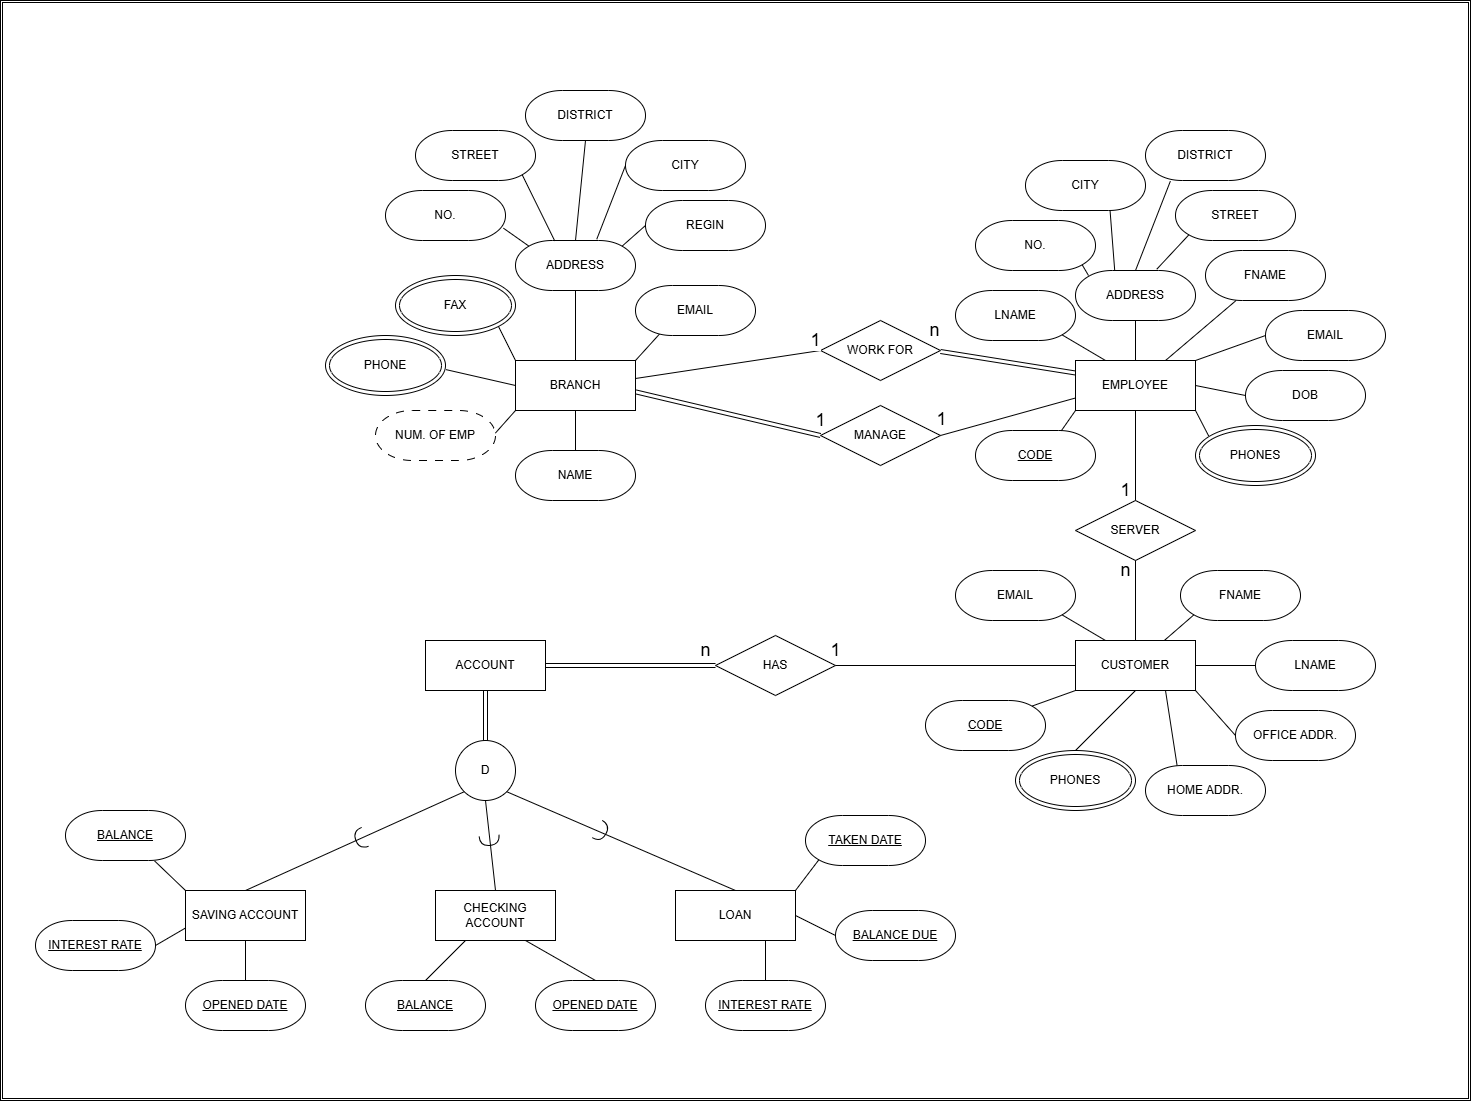 DISTRICT
STREET
CITY
NO.
REGIN
ADDRESS
FAX
EMAIL
PHONE
BRANCH
NUM. OF EMP
NAME
1
WORK FOR
n
1
MANAGE
1
DISTRICT
CITY
STREET
NO.
FNAME
ADDRESS
LNAME
EMAIL
EMPLOYEE
DOB
CODE
PHONES
1
SERVER
n
EMAIL
FNAME
ACCOUNT
n
HAS
1
CUSTOMER
LNAME
CODE
OFFICE ADDR.
PHONES
HOME ADDR.
D
BALANCE
TAKEN DATE
SAVING ACCOUNT
CHECKING
ACCOUNT
LOAN
INTEREST RATE
BALANCE DUE
OPENED DATE
BALANCE
OPENED DATE
INTEREST RATE